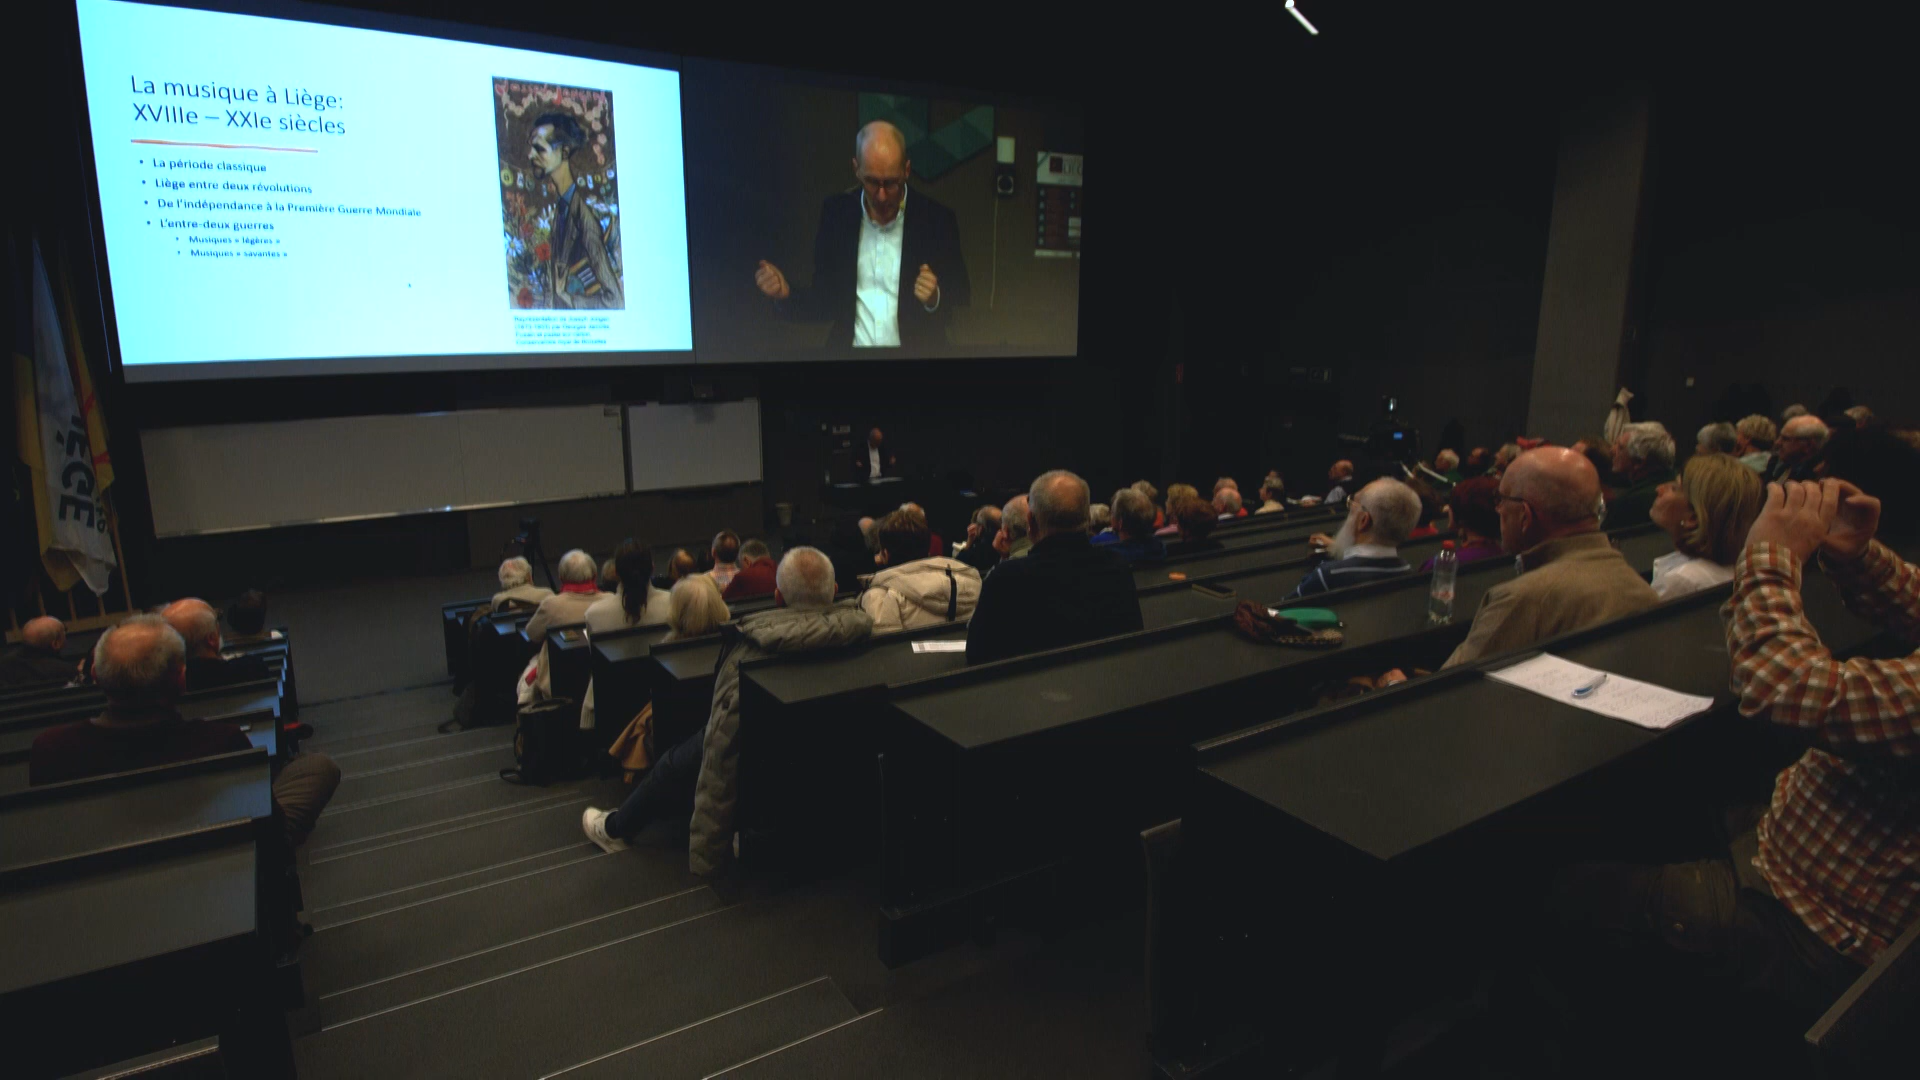 La musique à Liège:
XVIIIe – XXIe siècles
• La période classique
• Liège entre deux révolutions
• De l'indépendance à la Première Guerre Mondiale
• L'entre-deux guerres
• Musiques « légères »
• Musiques « savantes »
IÈGE